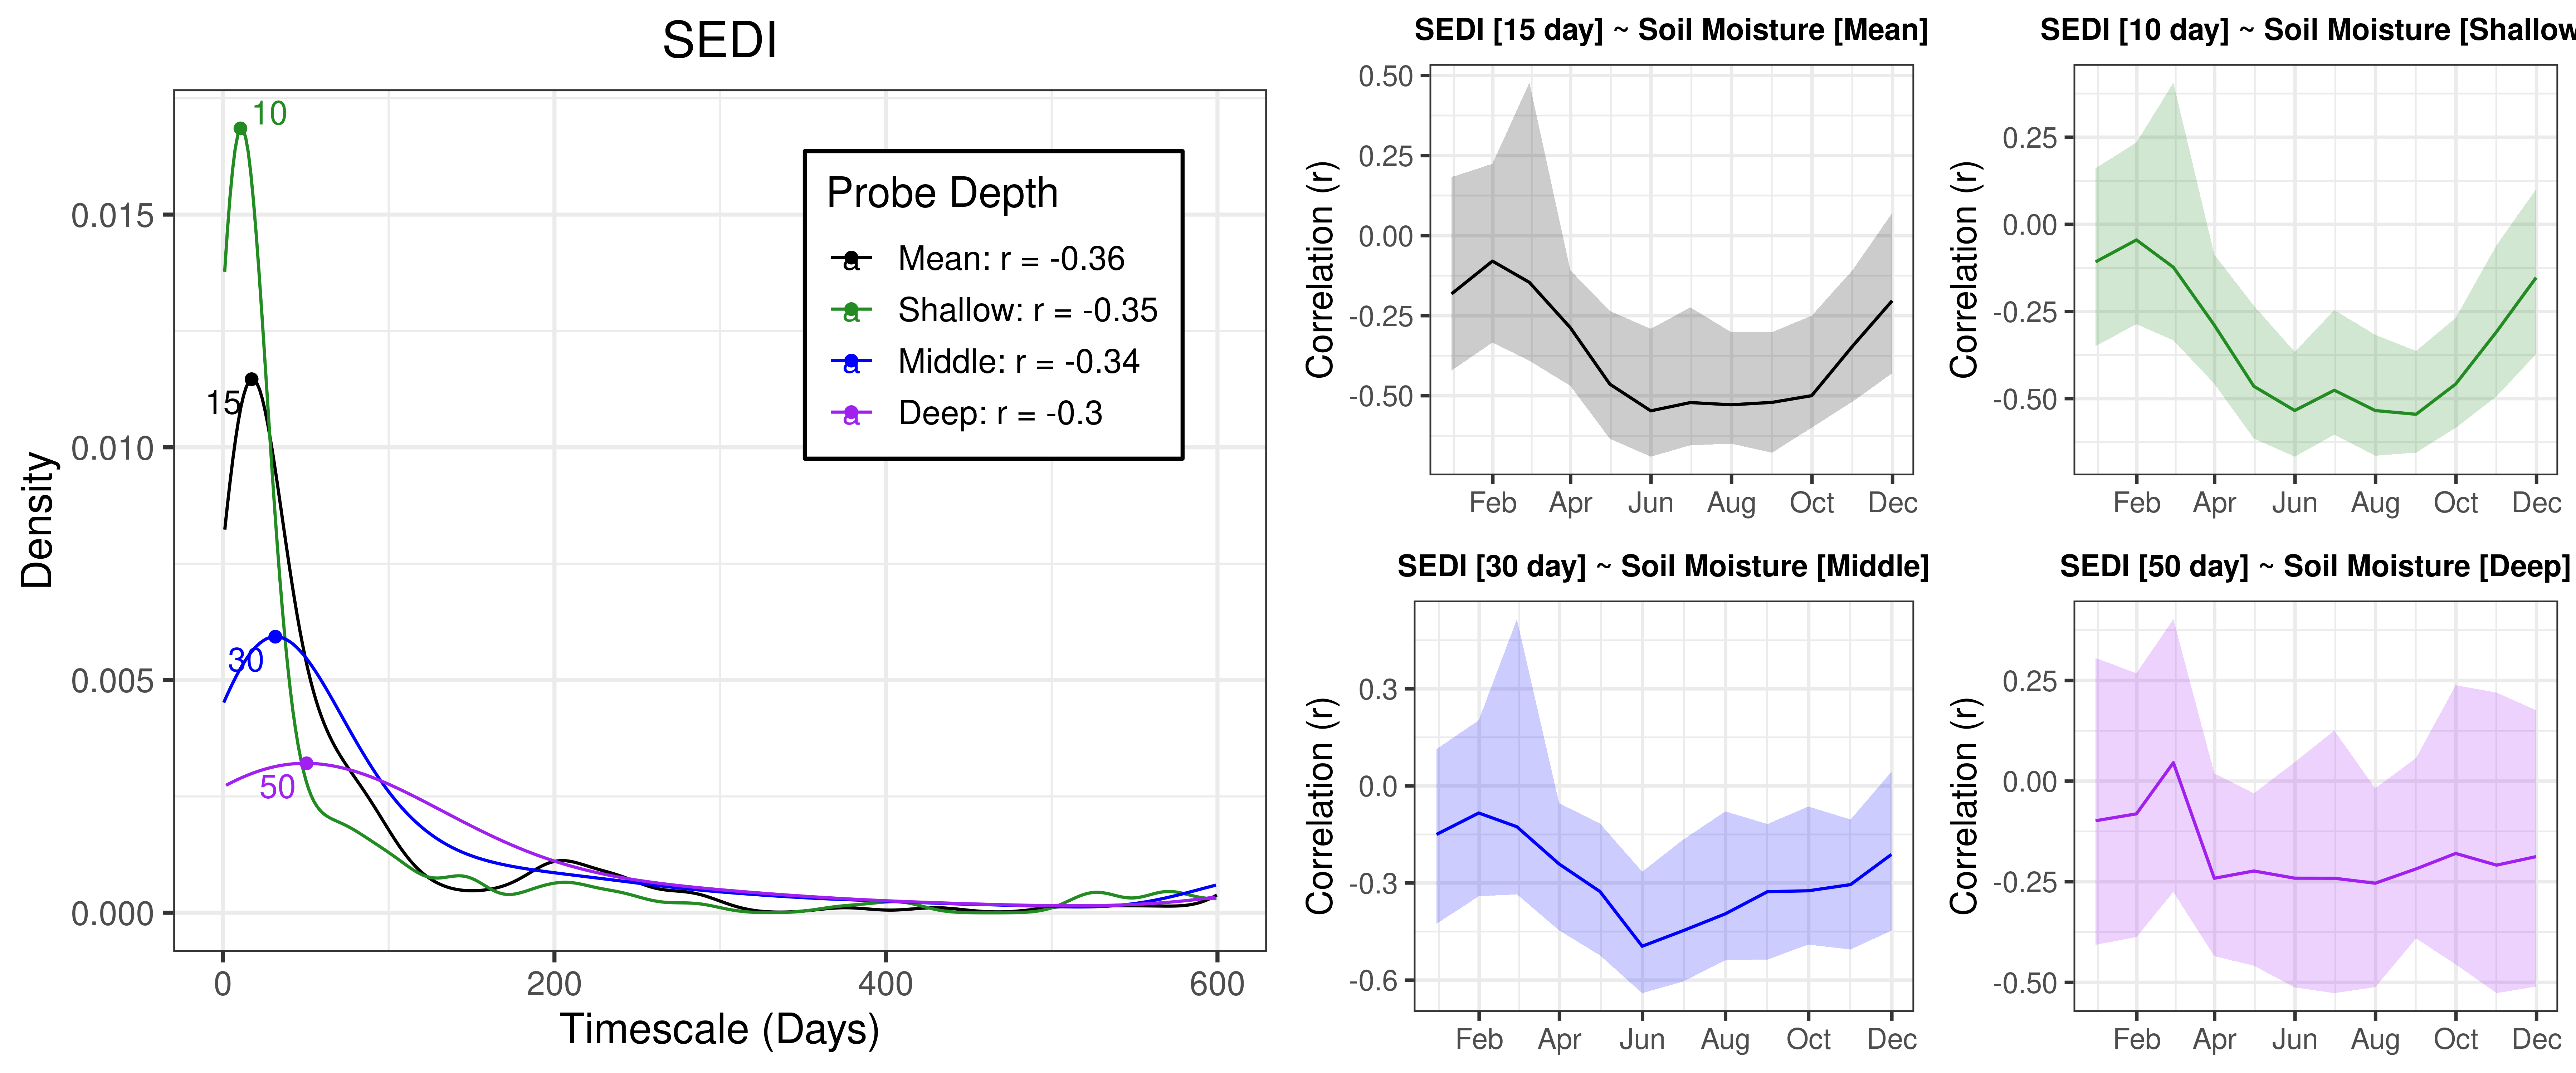 SEDI
10
15
30
50
Probe Depth
a Mean: r = -0.36
a Shallow: r = -0.35
a Middle: r = -0.34
a Deep: r = -0.3
0.015
0.010
0.005
0.000
Density
0 200 400 600
Timescale (Days)
SEDI [15 day] ~ Soil Moisture [Mean]
0.50
0.25
0.00
-0.25
-0.50
Correlation (r)
Feb Apr Jun Aug Oct Dec
SEDI [10 day] ~ Soil Moisture [Shallow
0.25
0.00
-0.25
-0.50
Correlation (r)
Feb Apr Jun Aug Oct Dec
SEDI [30 day] ~ Soil Moisture [Middle]
0.3
0.0
-0.3
-0.6
Correlation (r)
Feb Apr Jun Aug Oct Dec
SEDI [50 day] ~ Soil Moisture [Deep]
0.25
0.00
-0.25
-0.50
Correlation (r)
Feb Apr Jun Aug Oct Dec